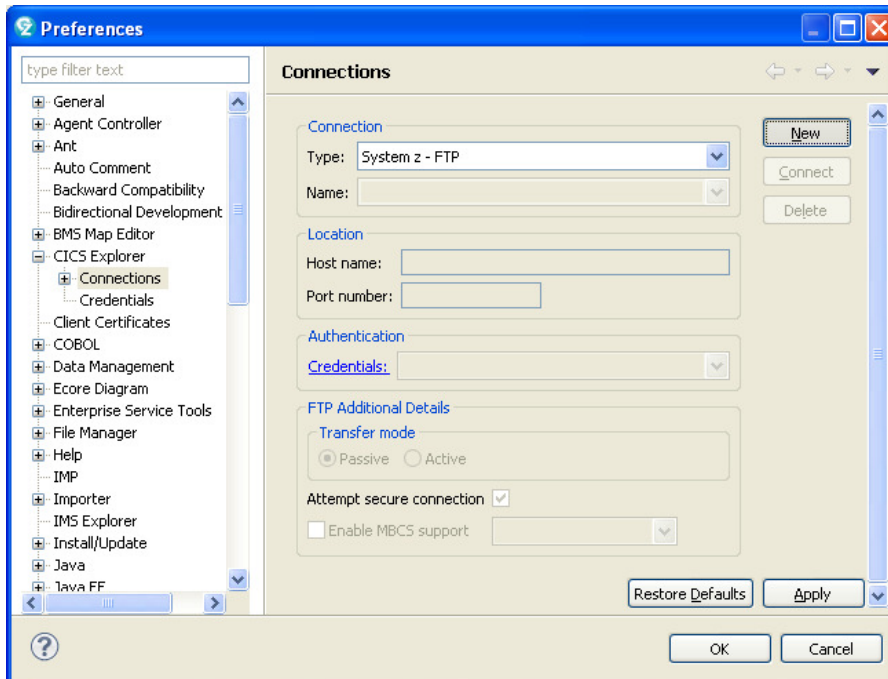 Preferences
type filter text
General
Agent Controller
Ant
Auto Comment
Backward Compatibility
Bidirectional Development
BMS Map Editor
CICS Explorer
Connections
Credentials
Client Certificates
COBOL
Data Management
Ecore Diagram
Enterprise Service Tools
File Manager
Help
IMP
Importer
IMS Explorer
Install/Update
Java
Java EE
Connections
Connection
Type: System z - FTP
Name:
New
Connect
Delete
Location
Host name:
Port number:
Authentication
Credentials:
FTP Additional Details
Transfer mode
Passive Active
Attempt secure connection
Enable MBCS support
Restore Defaults Apply
? OK Cancel